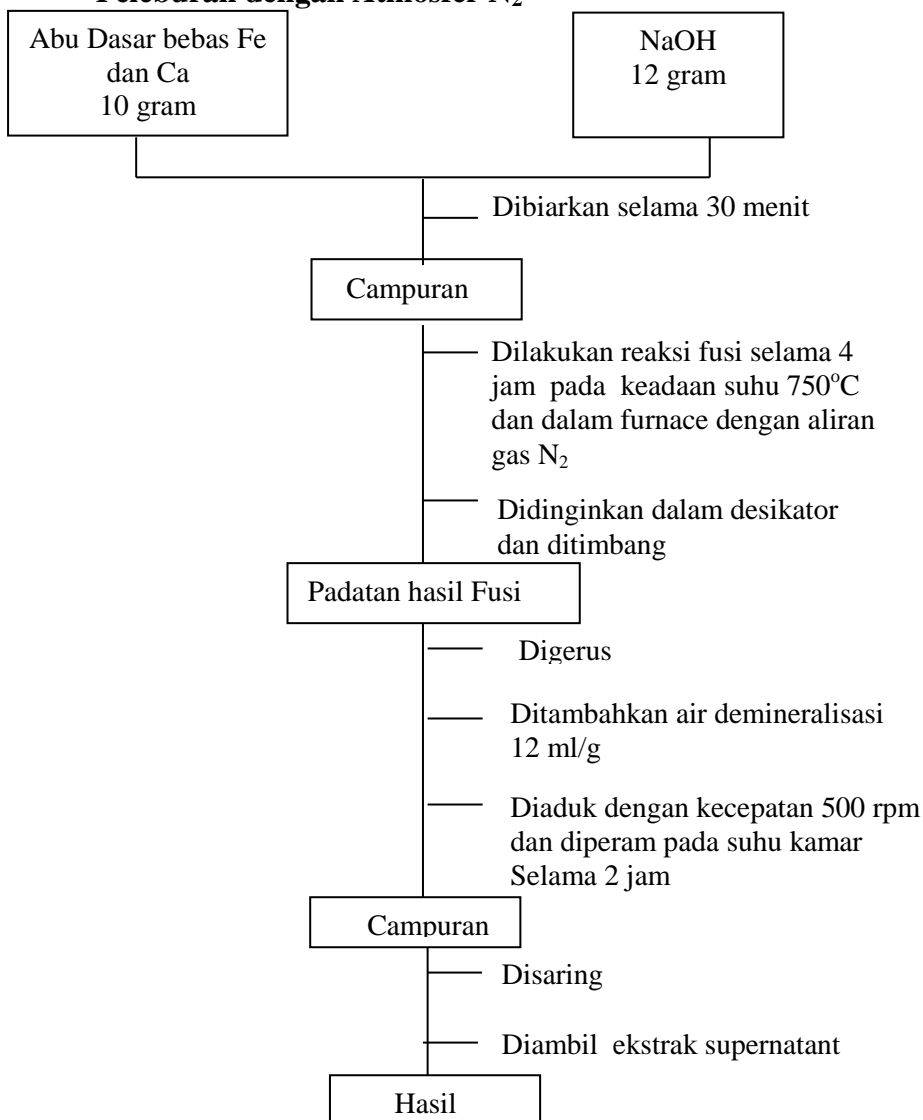 Peleburan dengan Atmosfer N₂
Abu Dasar bebas Fe
dan Ca
10 gram
NaOH
12 gram
Dibiarkan selama 30 menit
Campuran
Dilakukan reaksi fusi selama 4
jam pada keadaan suhu 750°C
dan dalam furnace dengan aliran
gas N₂
Didinginkan dalam desikator
dan ditimbang
Padatan hasil Fusi
Digerus
Ditambahkan air demineralisasi
12 ml/g
Diaduk dengan kecepatan 500 rpm
dan diperam pada suhu kamar
Selama 2 jam
Campuran
Disaring
Diambil ekstrak supernatant
Hasil